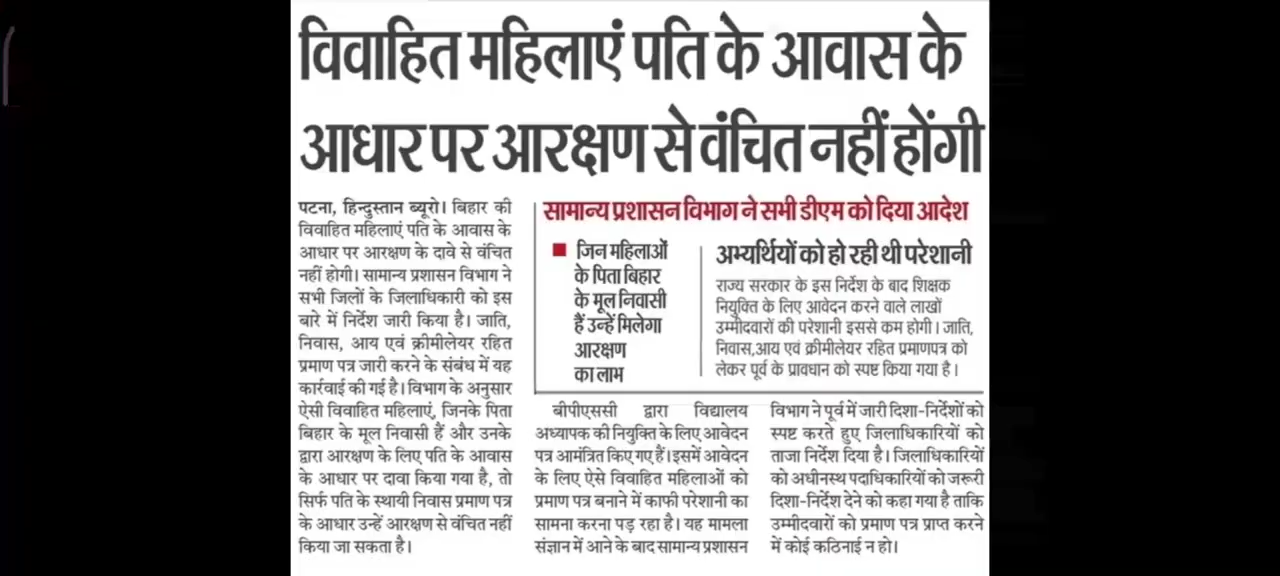 विवाहित महिलाएं पति के आवास के
आधार पर आरक्षण से वंचित नहीं होंगी
पटना, हिन्दुस्तान ब्यूरो। बिहार की
विवाहित महिलाएं पति के आवास के
आधार पर आरक्षण के दावे से वंचित
नहीं होगी। सामान्य प्रशासन विभाग ने
सभी जिलों के जिलाधिकारी को इस
बारे में निर्देश जारी किया है। जाति,
निवास, आय एवं क्रीमीलेयर रहित
प्रमाण पत्र जारी करने के संबंध में यह
कार्रवाई की गई है। विभाग के अनुसार
ऐसी विवाहित महिलाएं, जिनके पिता
बिहार के मूल निवासी हैं और उनके
द्वारा आरक्षण के लिए पति के आवास
के आधार पर दावा किया गया है, तो
सिर्फ पति के स्थायी निवास प्रमाण पत्र
के आधार उन्हें आरक्षण से वंचित नहीं
किया जा सकता है।
सामान्य प्रशासन विभाग ने सभी डीएम को दिया आदेश
जिन महिलाओं
के पिता बिहार
के मूल निवासी
हैं उन्हें मिलेगा
आरक्षण
का लाभ
अभ्यर्थियों को हो रही थी परेशानी
राज्य सरकार के इस निर्देश के बाद शिक्षक
नियुक्ति के लिए आवेदन करने वाले लाखों
उम्मीदवारों की परेशानी इससे कम होगी। जाति,
निवास,आय एवं क्रीमीलेयर रहित प्रमाणपत्र को
लेकर पूर्व के प्रावधान को स्पष्ट किया गया है।
बीपीएससी द्वारा विद्यालय
अध्यापक की नियुक्ति के लिए आवेदन
पत्र आमंत्रित किए गए हैं। इसमें आवेदन
के लिए ऐसे विवाहित महिलाओं को
प्रमाण पत्र बनाने में काफी परेशानी का
सामना करना पड़ रहा है। यह मामला
संज्ञान में आने के बाद सामान्य प्रशासन
विभाग ने पूर्व में जारी दिशा-निर्देशों को
स्पष्ट करते हुए जिलाधिकारियों को
ताजा निर्देश दिया है। जिलाधिकारियों
को अधीनस्थ पदाधिकारियों को जरूरी
दिशा-निर्देश देने को कहा गया है ताकि
उम्मीदवारों को प्रमाण पत्र प्राप्त करने
में कोई कठिनाई न हो।